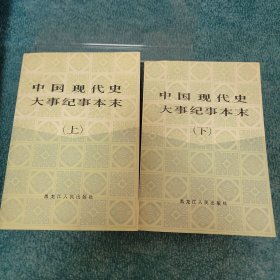 中国现代史
大事纪事本末
(上)
黑龙江人民出版社
中国现代史
大事纪事本末
(下)
黑龙江人民出版社